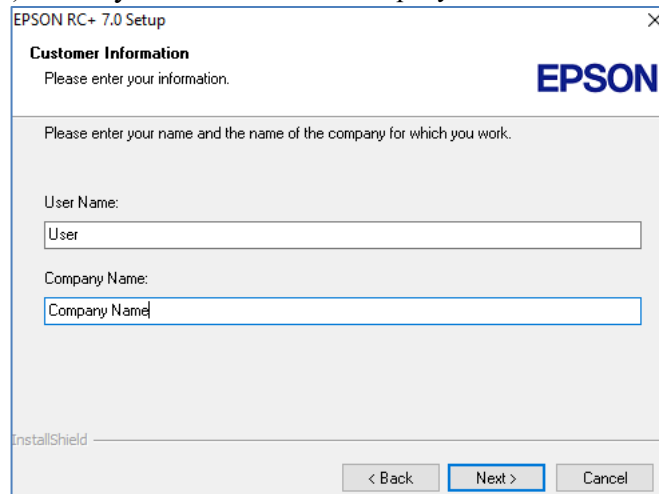 EPSON RC+ 7.0 Setup
Customer Information
Please enter your information.
EPSON
Please enter your name and the name of the company for which you work.
User Name:
User
Company Name:
Company Name
InstallShield
< Back
Next >
Cancel